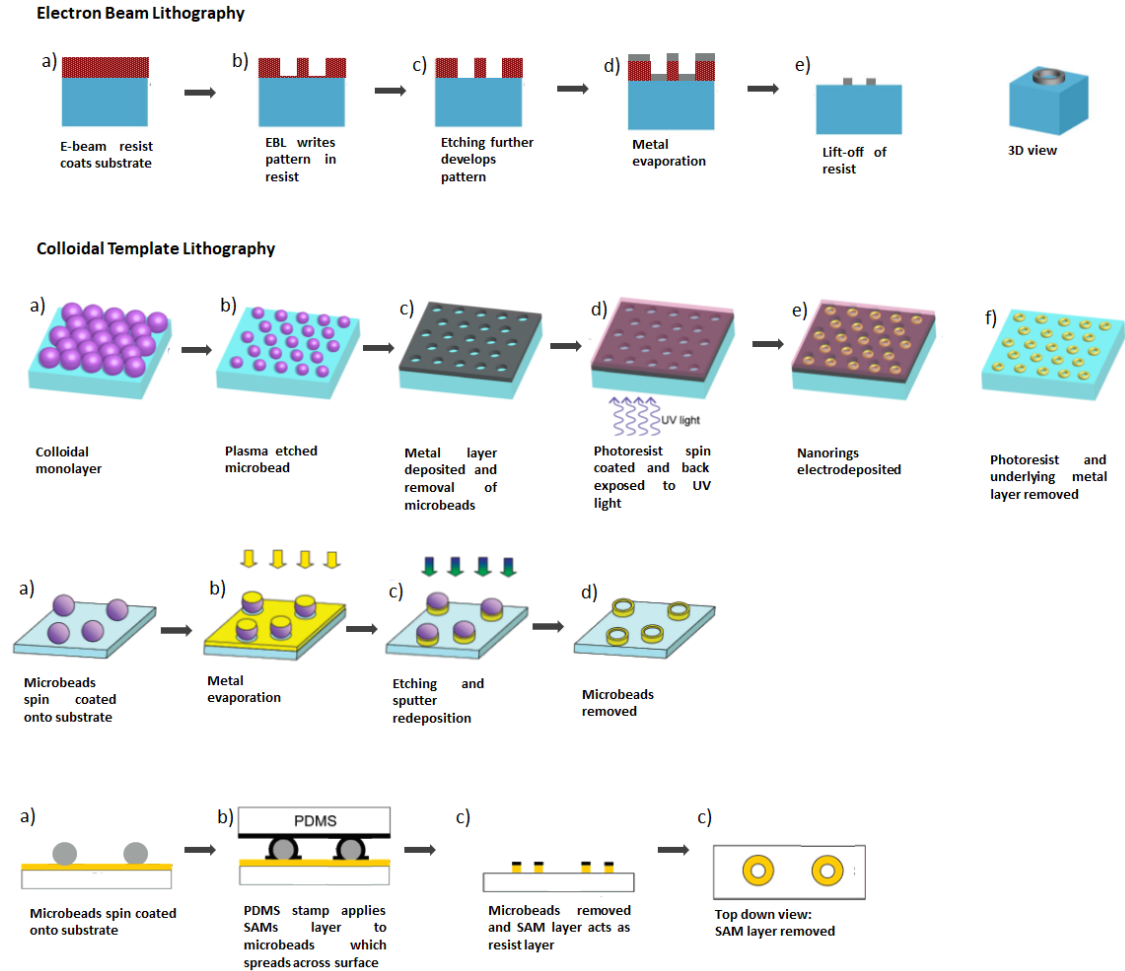 Electron Beam Lithography
a)
b)
c)
d)
e)
E-beam resist
coats substrate
EBL writes
pattern in
resist
Etching further
develops
pattern
Metal
evaporation
Lift-off of
resist
3D view
Colloidal Template Lithography
a)
b)
c)
d)
e)
f)
UV light
Colloidal
monolayer
Plasma etched
microbead
Metal layer
deposited and
removal of
microbeads
Photoresist spin
coated and back
exposed to UV
light
Nanorings
electrodeposited
Photoresist and
underlying metal
layer removed
a)
b)
c)
d)
Microbeads
spin coated
onto substrate
Metal
evaporation
Etching and
sputter
redeposition
Microbeads
removed
a)
b)
c)
c)
PDMS
Microbeads spin coated
onto substrate
PDMS stamp applies
SAMs layer to
microbeads which
spreads across surface
Microbeads removed
and SAM layer acts as
resist layer
Top down view:
SAM layer removed